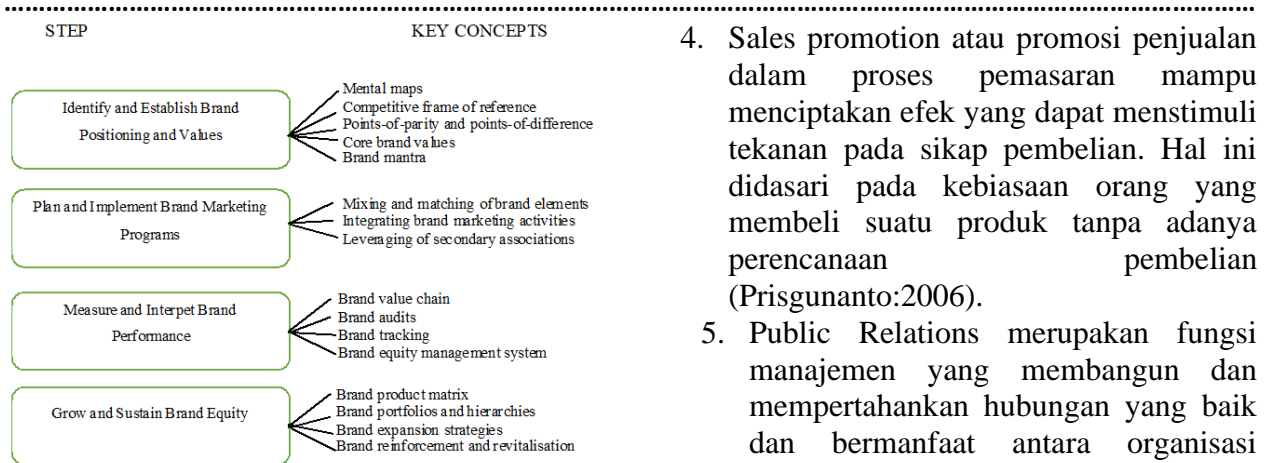 STEP
KEY CONCEPTS
Identify and Establish Brand
Positioning and Values
Mental maps
Competitive frame of reference
Points-of-parity and points-of-difference
Core brand values
Brand mantra
Plan and Implement Brand Marketing
Programs
Mixing and matching of brand elements
Integrating brand marketing activities
Leveraging of secondary associations
Measure and Interpet Brand
Performance
Brand value chain
Brand audits
Brand tracking
Brand equity management system
Grow and Sustain Brand Equity
Brand product matrix
Brand portfolios and hierarchies
Brand expansion strategies
Brand reinforcement and revitalisation
4. Sales promotion atau promosi penjualan
dalam proses pemasaran mampu
menciptakan efek yang dapat menstimuli
tekanan pada sikap pembelian. Hal ini
didasari pada kebiasaan orang yang
membeli suatu produk tanpa adanya
perencanaan pembelian
(Prisgunanto:2006).
5. Public Relations merupakan fungsi
manajemen yang membangun dan
mempertahankan hubungan yang baik
dan bermanfaat antara organisasi